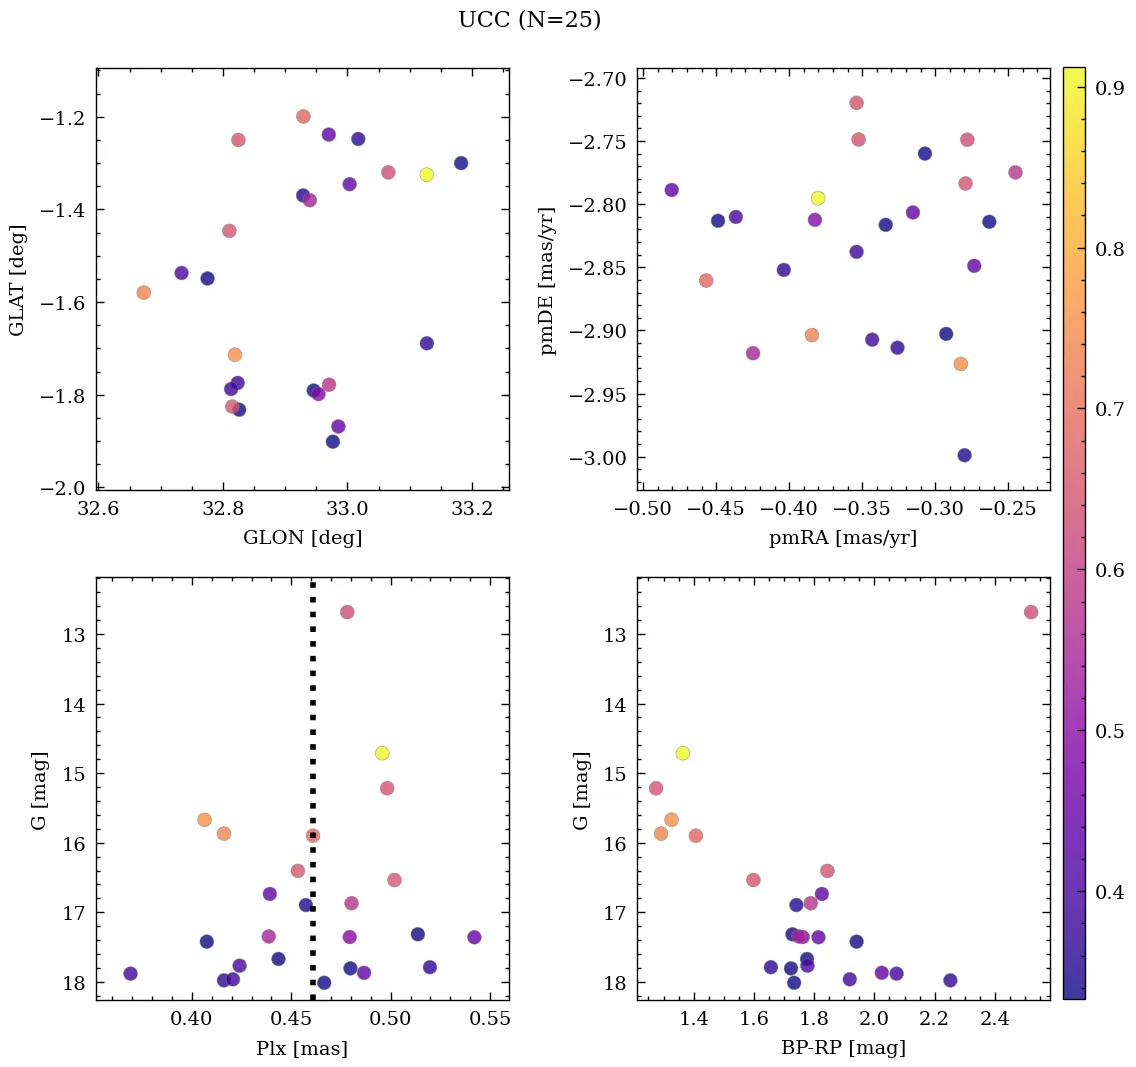 UCC (N=25)
−1.2
−1.4
−1.6
−1.8
−2.0
GLAT [deg]
32.6 32.8 33.0 33.2
GLON [deg]
−2.70
−2.75
−2.80
−2.85
−2.90
−2.95
−3.00
pmDE [mas/yr]
−0.50 −0.45 −0.40 −0.35 −0.30 −0.25
pmRA [mas/yr]
13
14
15
16
17
18
G [mag]
0.40 0.45 0.50 0.55
Plx [mas]
13
14
15
16
17
18
G [mag]
1.4 1.6 1.8 2.0 2.2 2.4
BP-RP [mag]
0.9
0.8
0.7
0.6
0.5
0.4